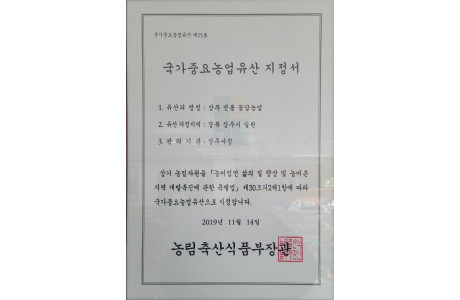 국가중요농업유산 제15호
국가중요농업유산 지정서
1. 유산의 명칭 : 상주 전통 곶감농업
2. 유산지정지역 : 경북 상주시 일원
3. 관 리 기 관 : 상주시장
상기 농업자원을 「농어업인 삶의 질 향상 및 농어촌
지역 개발촉진에 관한 특별법」 제30조의2제1항에 따라
국가중요농업유산으로 지정합니다.
2019년 11월 14일
농림축산식품부장관